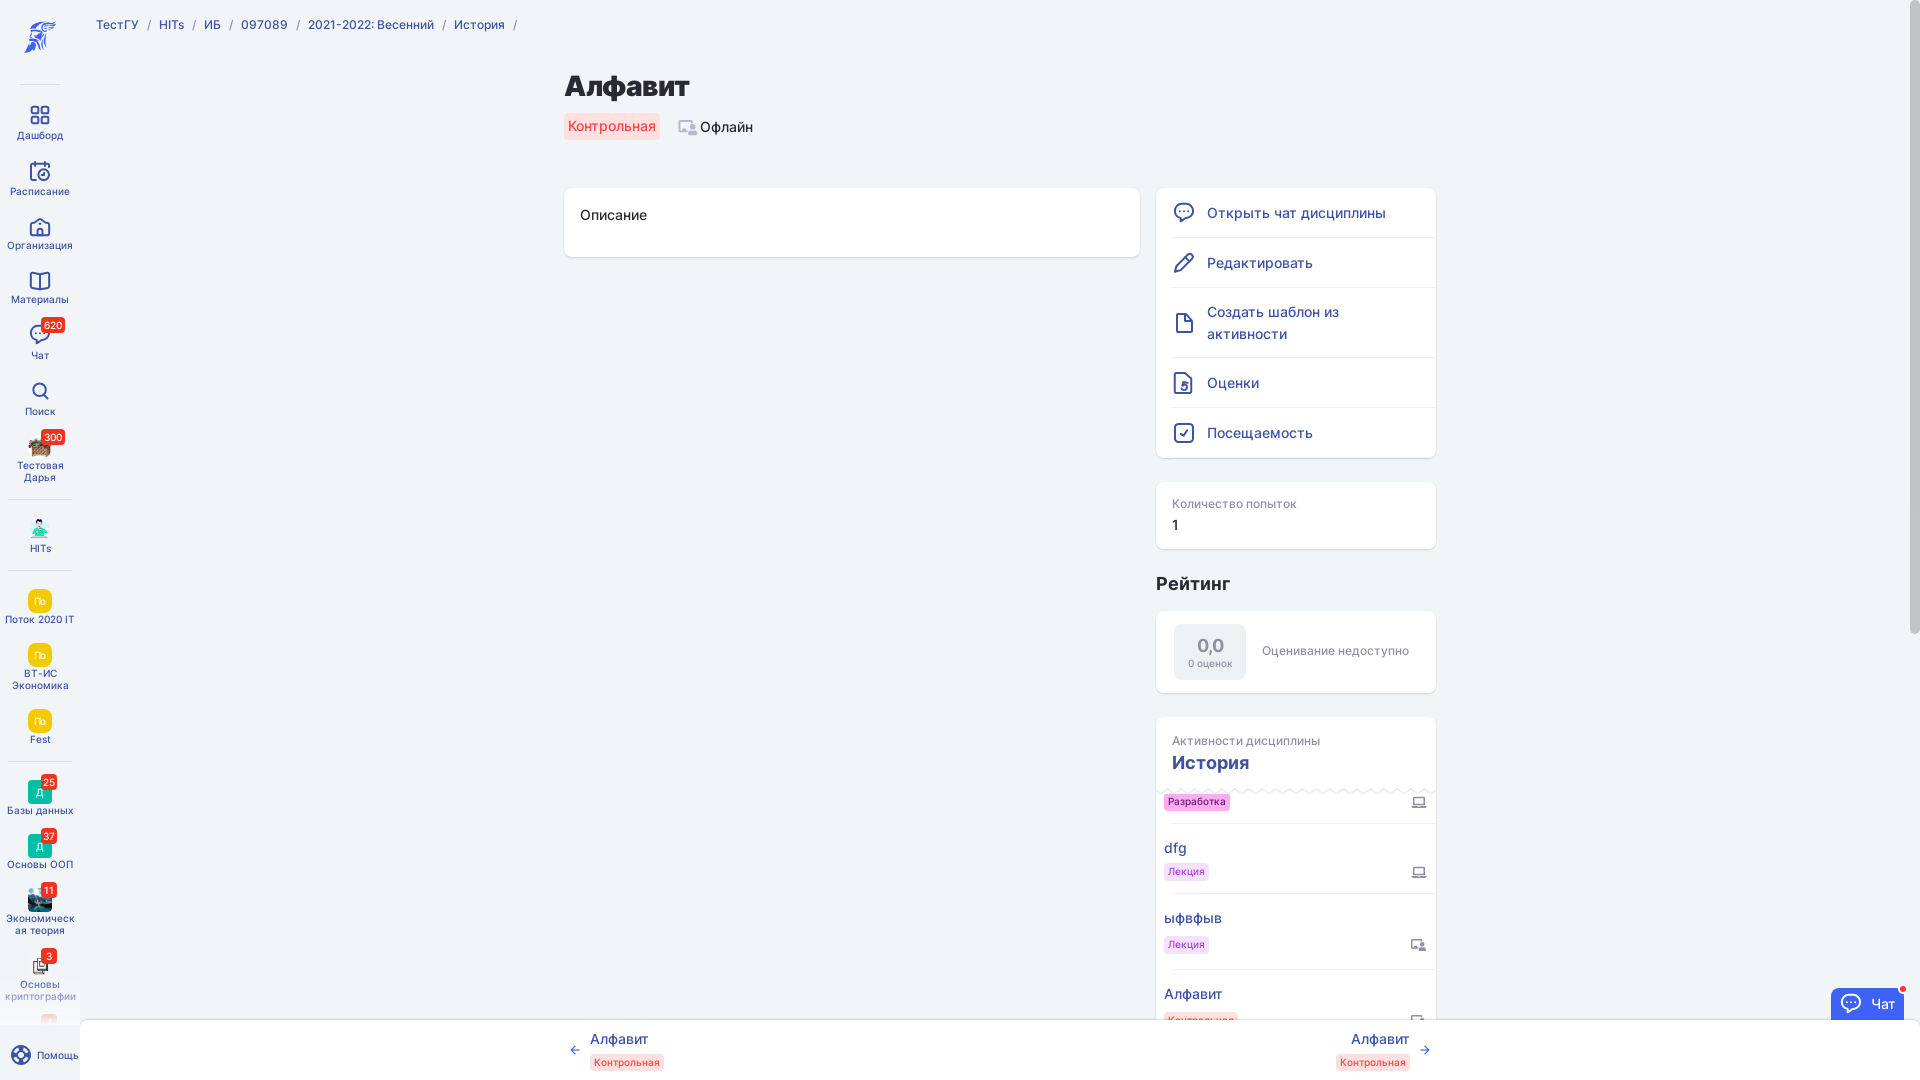 ТестГУ / HITs / ИБ / 097089 / 2021-2022: Весенний / История /
Дашборд
Расписание
Организация
Материалы
620
Чат
Поиск
300
Тестовая
Дарья
HITs
По
Поток 2020 IT
По
ВТ-ИС
Экономика
По
Fest
25
Д
Базы данных
37
Д
Основы ООП
11
Экономическ
ая теория
3
Основы
криптографии
Помощь
Алфавит
Контрольная
Офлайн
Описание
Открыть чат дисциплины
Редактировать
Создать шаблон из
активности
Оценки
Посещаемость
Количество попыток
1
Рейтинг
0,0
0 оценок
Оценивание недоступно
Активности дисциплины
История
Разработка
dfg
Лекция
ыфвфыв
Лекция
Алфавит
Контрольная
Чат
Алфавит
Контрольная
Алфавит
Контрольная